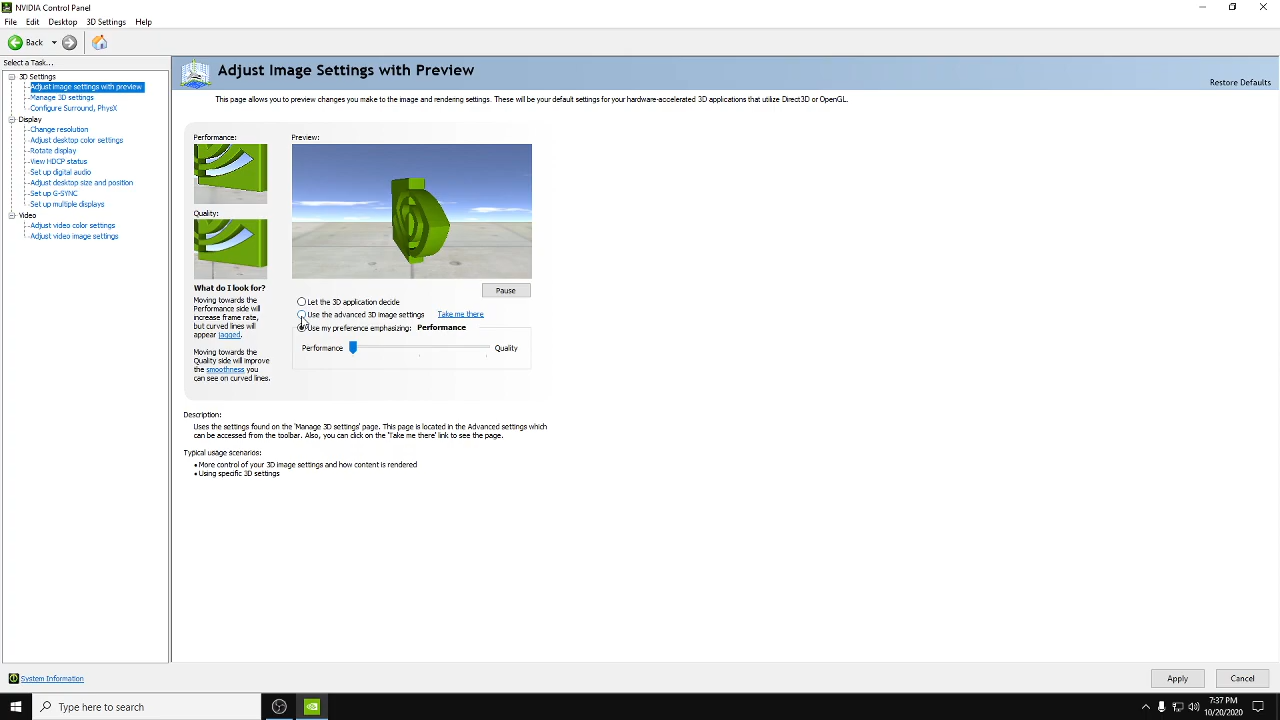 NVIDIA Control Panel
File Edit Desktop 3D Settings Help
Back
Select a Task...
3D Settings
Adjust image settings with preview
Manage 3D settings
Configure Surround, PhysX
Display
Change resolution
Adjust desktop color settings
Rotate display
View HDCP status
Set up digital audio
Adjust desktop size and position
Set up G-SYNC
Set up multiple displays
Video
Adjust video color settings
Adjust video image settings
System Information
Adjust Image Settings with Preview
Restore Defaults
This page allows you to preview changes you make to the image and rendering settings. These will be your default settings for your hardware-accelerated 3D applications that utilize Direct3D or OpenGL.
Performance:
Quality:
What do I look for?
Moving towards the
Performance side will
increase frame rate,
but curved lines will
appear jagged.
Moving towards the
Quality side will improve
the smoothness you
can see on curved lines.
Preview:
Pause
Let the 3D application decide
Use the advanced 3D image settings Take me there
Use my preference emphasizing: Performance
Performance Quality
Description:
Uses the settings found on the 'Manage 3D settings' page. This page is located in the Advanced settings which
can be accessed from the toolbar. Also, you can click on the 'Take me there' link to see the page.
Typical usage scenarios:
• More control of your 3D image settings and how content is rendered
• Using specific 3D settings
Apply Cancel
Type here to search
7:37 PM
10/20/2020